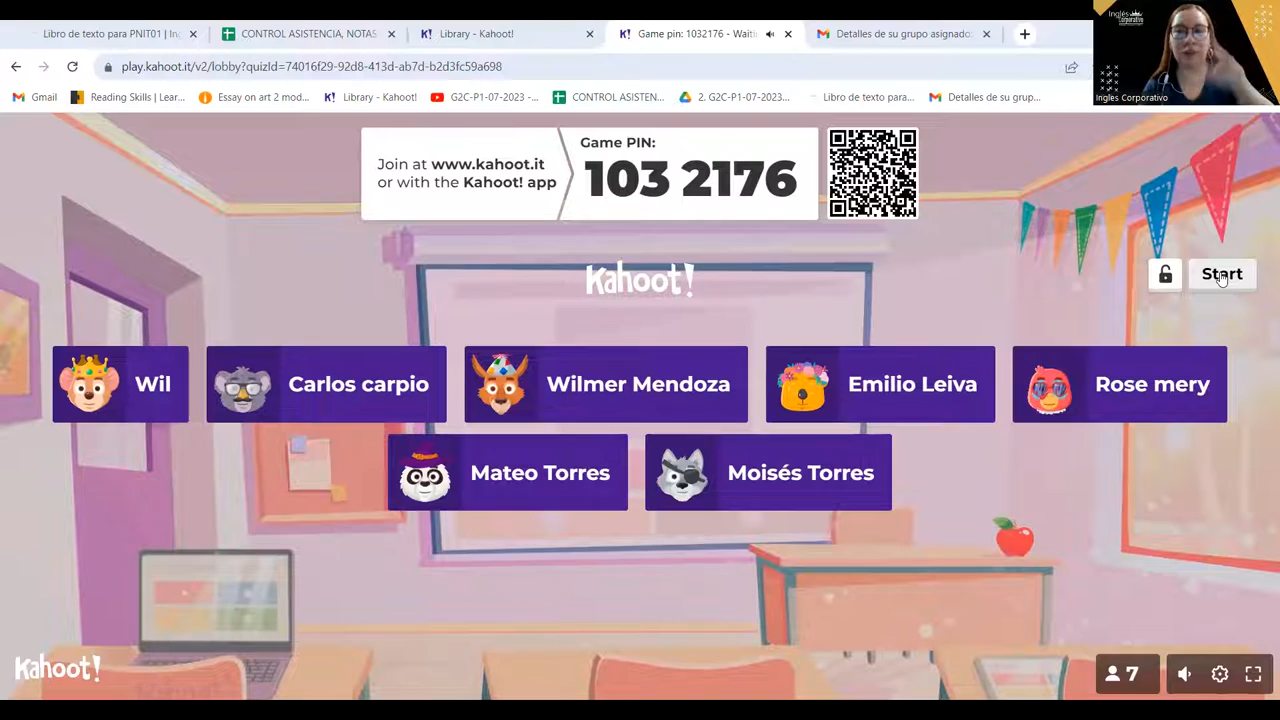 Libro de texto para PNIT01 | In
CONTROL ASISTENCIA, NOTAS
Library - Kahoot!
Game pin: 1032176 - Waiti
Detalles de su grupo asignado:
play.kahoot.it/v2/lobby?quizId=74016f29-92d8-413d-ab7d-b2d3fc59a698
Gmail
Reading Skills | Lear...
Essay on art 2 mod...
Library - Ka
-P1-07-2023 -...
CONTROL ASISTEN...
2. G2C-P1-07-2023...
Libro de texto para...
Detalles de su grup...
Inglés
Corporativo
Ingles Corporativo
Join at www.kahoot.it
or with the Kahoot! app
Game PIN:
103 2176
Kahoot!
Start
Wil
Carlos carpio
Wilmer Mendoza
Emilio Leiva
Rose mery
Mateo Torres
Moisés Torres
Kahoot!
7